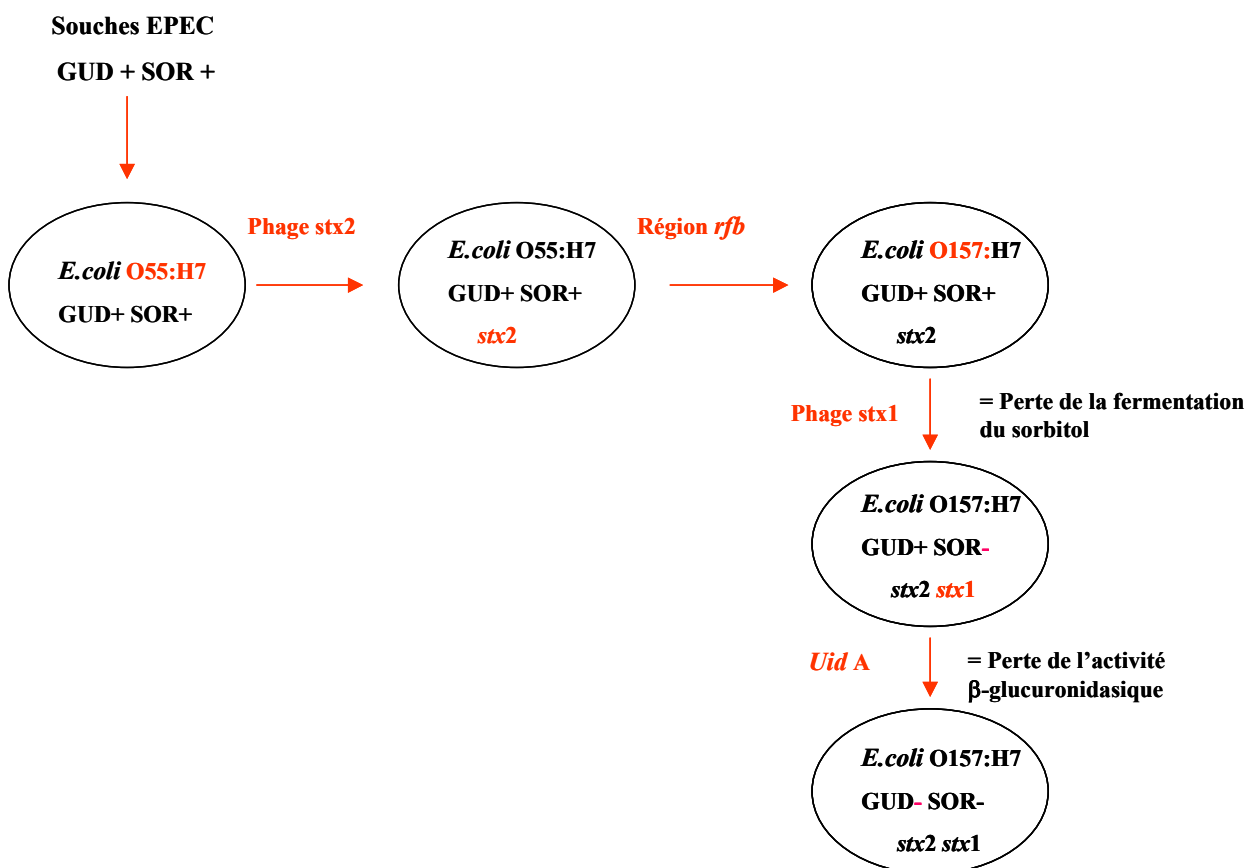 Souches EPEC
GUD + SOR +
E.coli O55:H7
GUD+ SOR+
Phage stx2
E.coli O55:H7
GUD+ SOR+
stx2
Région rfb
E.coli O157:H7
GUD+ SOR+
stx2
Phage stx1
= Perte de la fermentation
du sorbitol
E.coli O157:H7
GUD+ SOR-
stx2 stx1
Uid A
= Perte de l’activité
β-glucuronidasique
E.coli O157:H7
GUD- SOR-
stx2 stx1